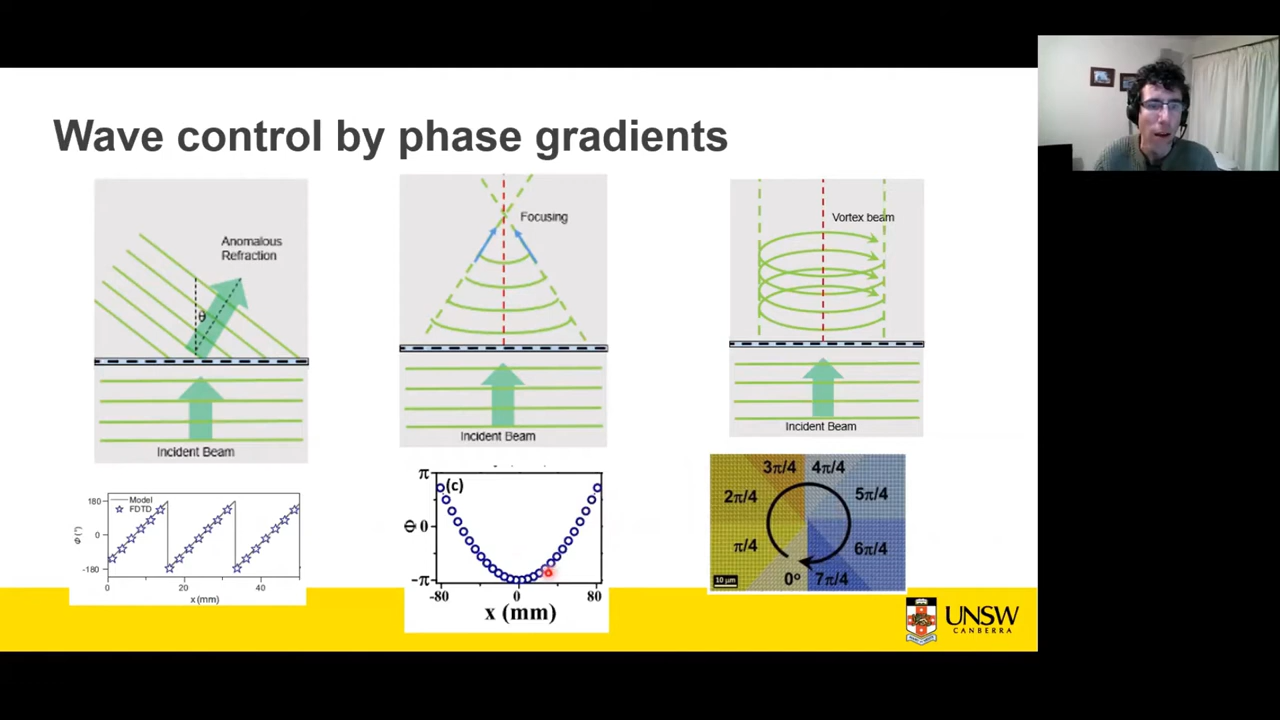 Wave control by phase gradients
Anomalous
Refraction
θ
Incident Beam
Focusing
Incident Beam
Vortex beam
Incident Beam
180
0
-180
Φ (°)
Model
FDTD
0
20
40
x (mm)
π
0
-π
Θ
(c)
-80
0
80
x (mm)
3π/4
4π/4
2π/4
5π/4
π/4
6π/4
0°
7π/4
10 μm
UNSW
CANBERRA